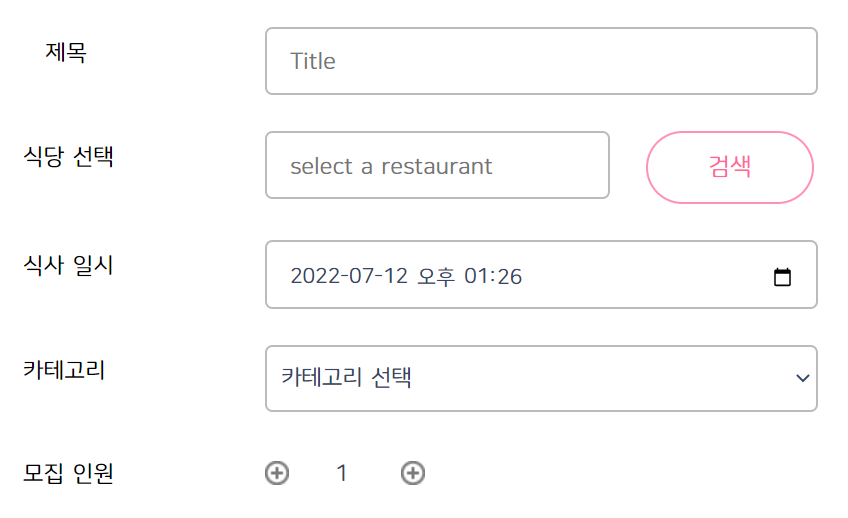 제목
Title
식당 선택
select a restaurant
검색
식사 일시
2022-07-12 오후 01:26
카테고리
카테고리 선택
모집 인원
1